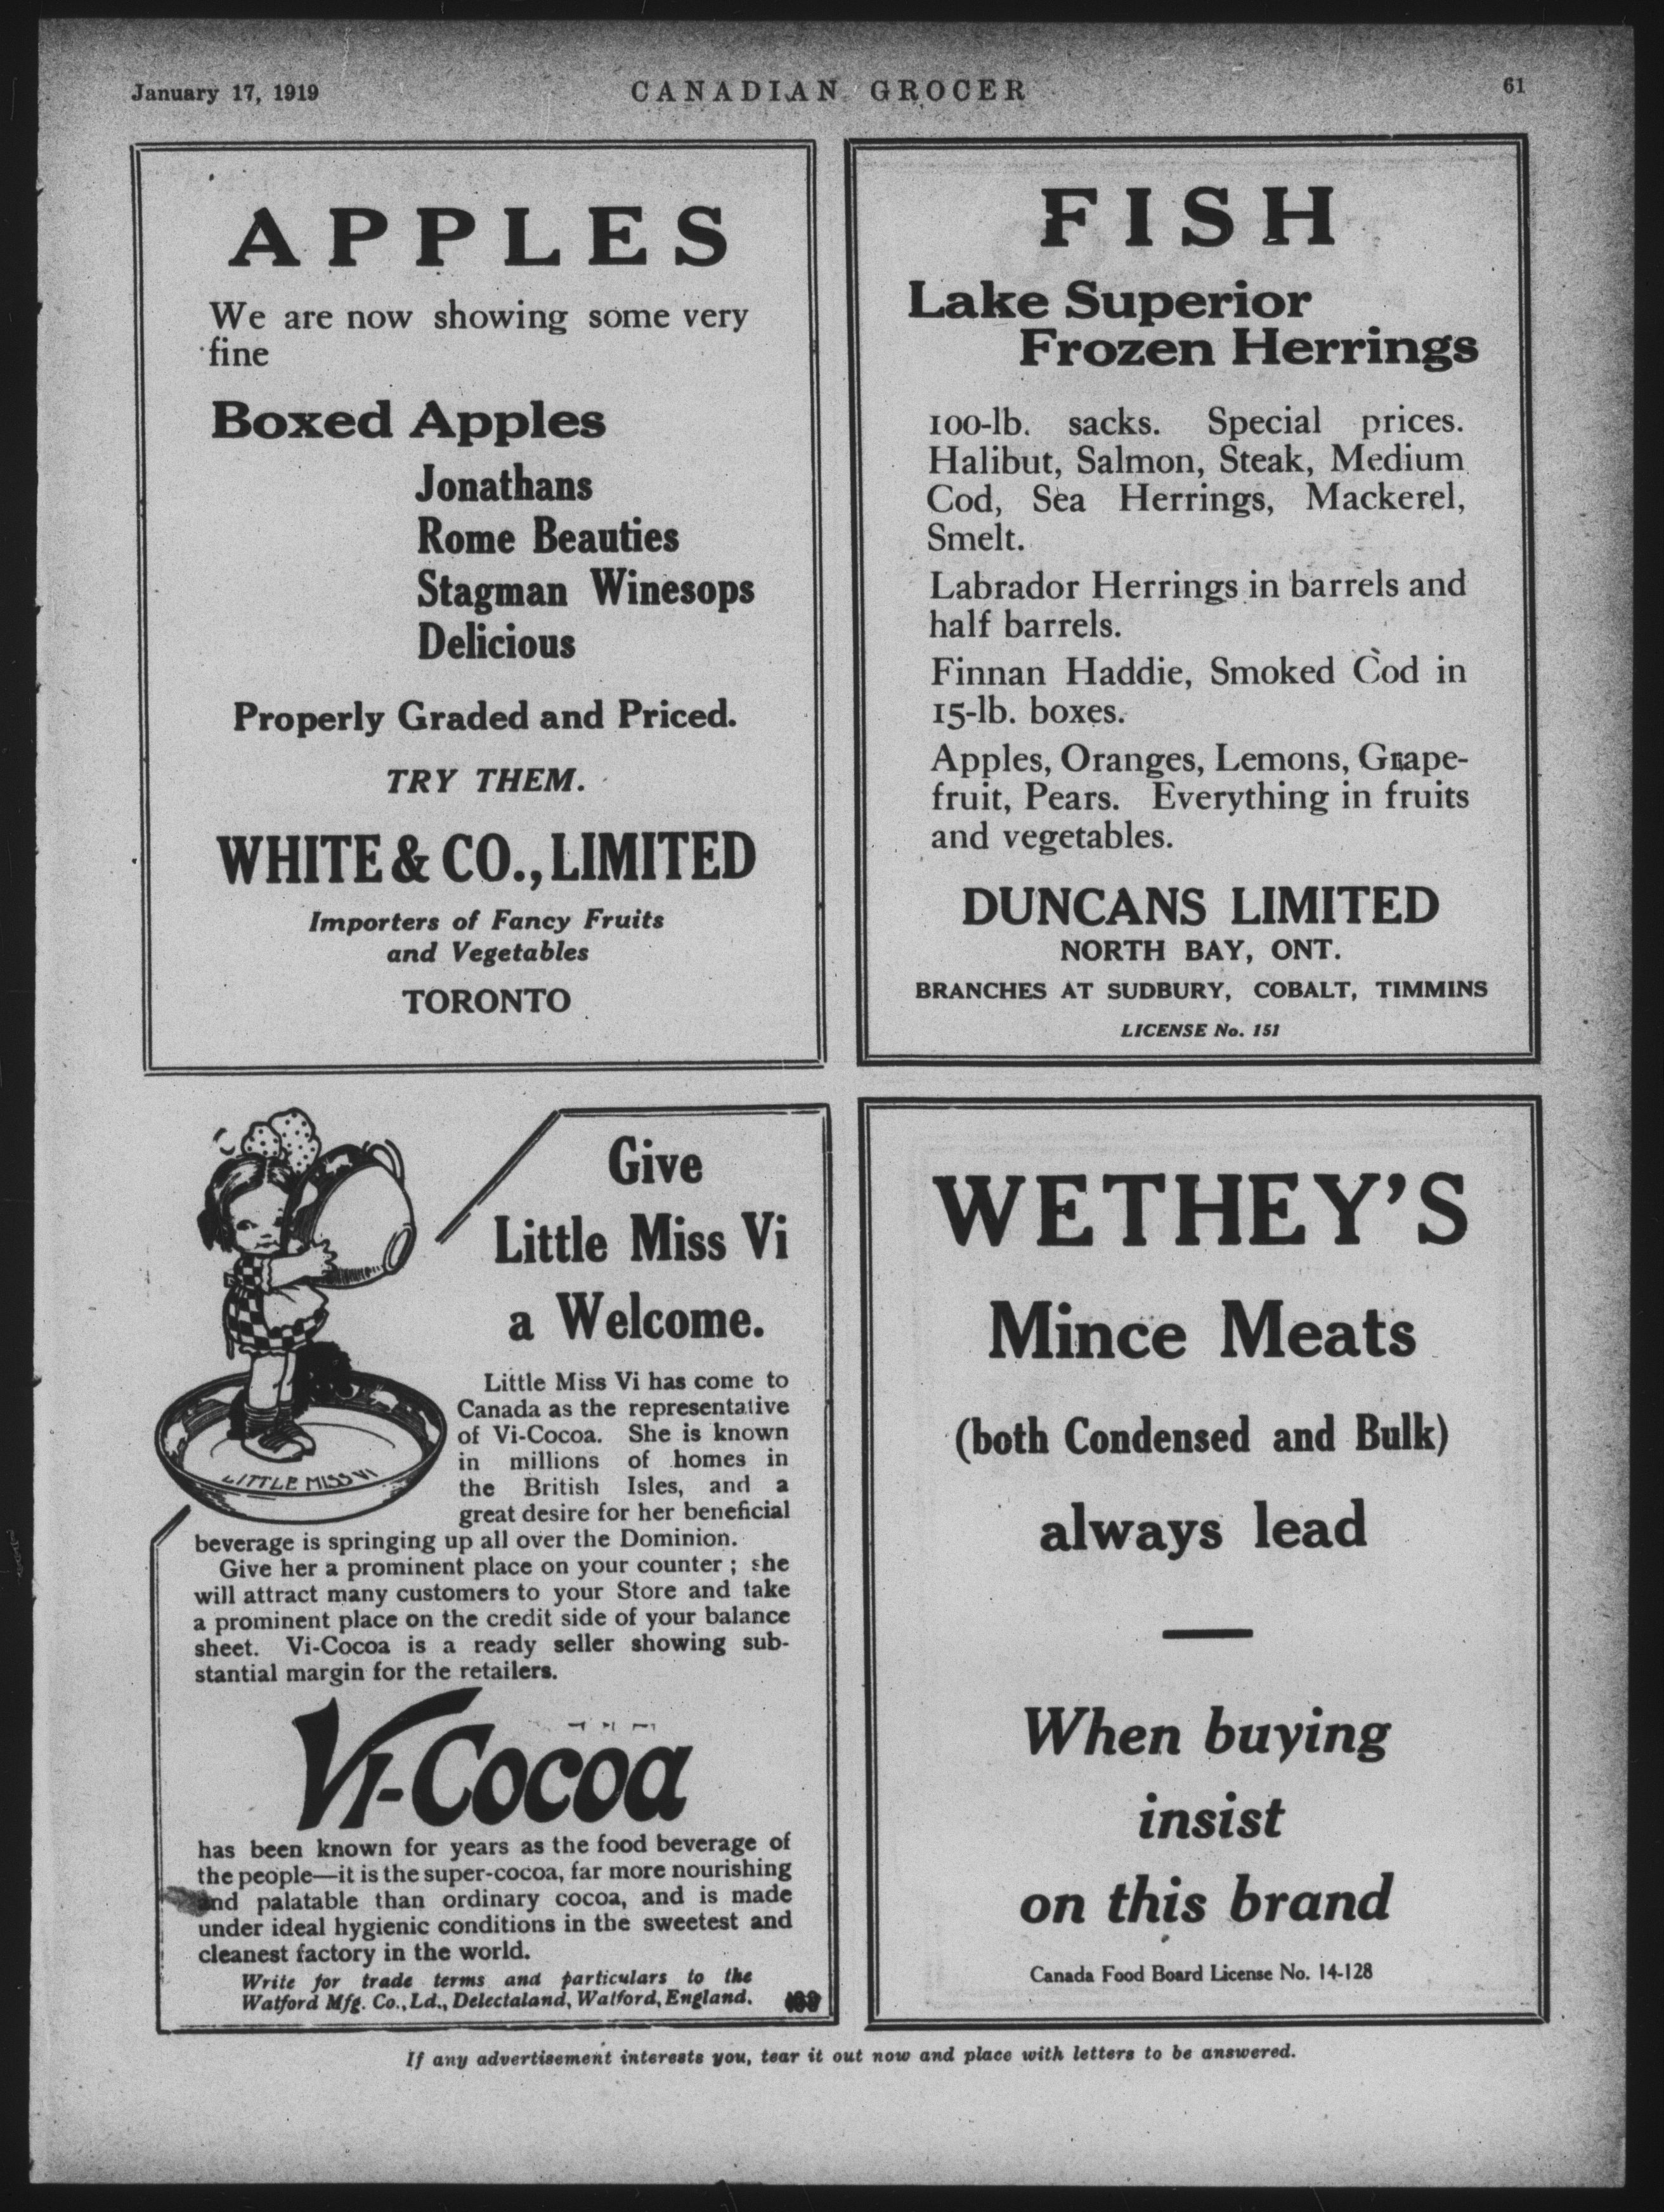 January 17, 1919
CANADIAN GROCER
61
APPLES
We are now showing some very
fine
Boxed Apples
Jonathans
Rome Beauties
Stagman Winesops
Delicious
Properly Graded and Priced.
TRY THEM.
WHITE & CO., LIMITED
Importers of Fancy Fruits
and Vegetables
TORONTO
FISH
Lake Superior
Frozen Herrings
100-lb. sacks. Special prices.
Halibut, Salmon, Steak, Medium
Cod, Sea Herrings, Mackerel,
Smelt.
Labrador Herrings in barrels and
half barrels.
Finnan Haddie, Smoked Cod in
15-lb. boxes.
Apples, Oranges, Lemons, Grape-
fruit, Pears. Everything in fruits
and vegetables.
DUNCANS LIMITED
NORTH BAY, ONT.
BRANCHES AT SUDBURY, COBALT, TIMMINS
LICENSE No. 151
Give
Little Miss Vi
a Welcome.
LITTLE MISS VI
Little Miss Vi has come to
Canada as the representative
of Vi-Cocoa. She is known
in millions of homes in
the British Isles, and a
great desire for her beneficial
beverage is springing up all over the Dominion.
Give her a prominent place on your counter; she
will attract many customers to your Store and take
a prominent place on the credit side of your balance
sheet. Vi-Cocoa is a ready seller showing sub-
stantial margin for the retailers.
Vi-Cocoa
has been known for years as the food beverage of
the people—it is the super-cocoa, far more nourishing
and palatable than ordinary cocoa, and is made
under ideal hygienic conditions in the sweetest and
cleanest factory in the world.
Write for trade terms and particulars to the
Watford Mfg. Co., Ld., Delectaland, Watford, England.
WETHEY'S
Mince Meats
(both Condensed and Bulk)
always lead
When buying
insist
on this brand
Canada Food Board License No. 14-128
If any advertisement interests you, tear it out now and place with letters to be answered.